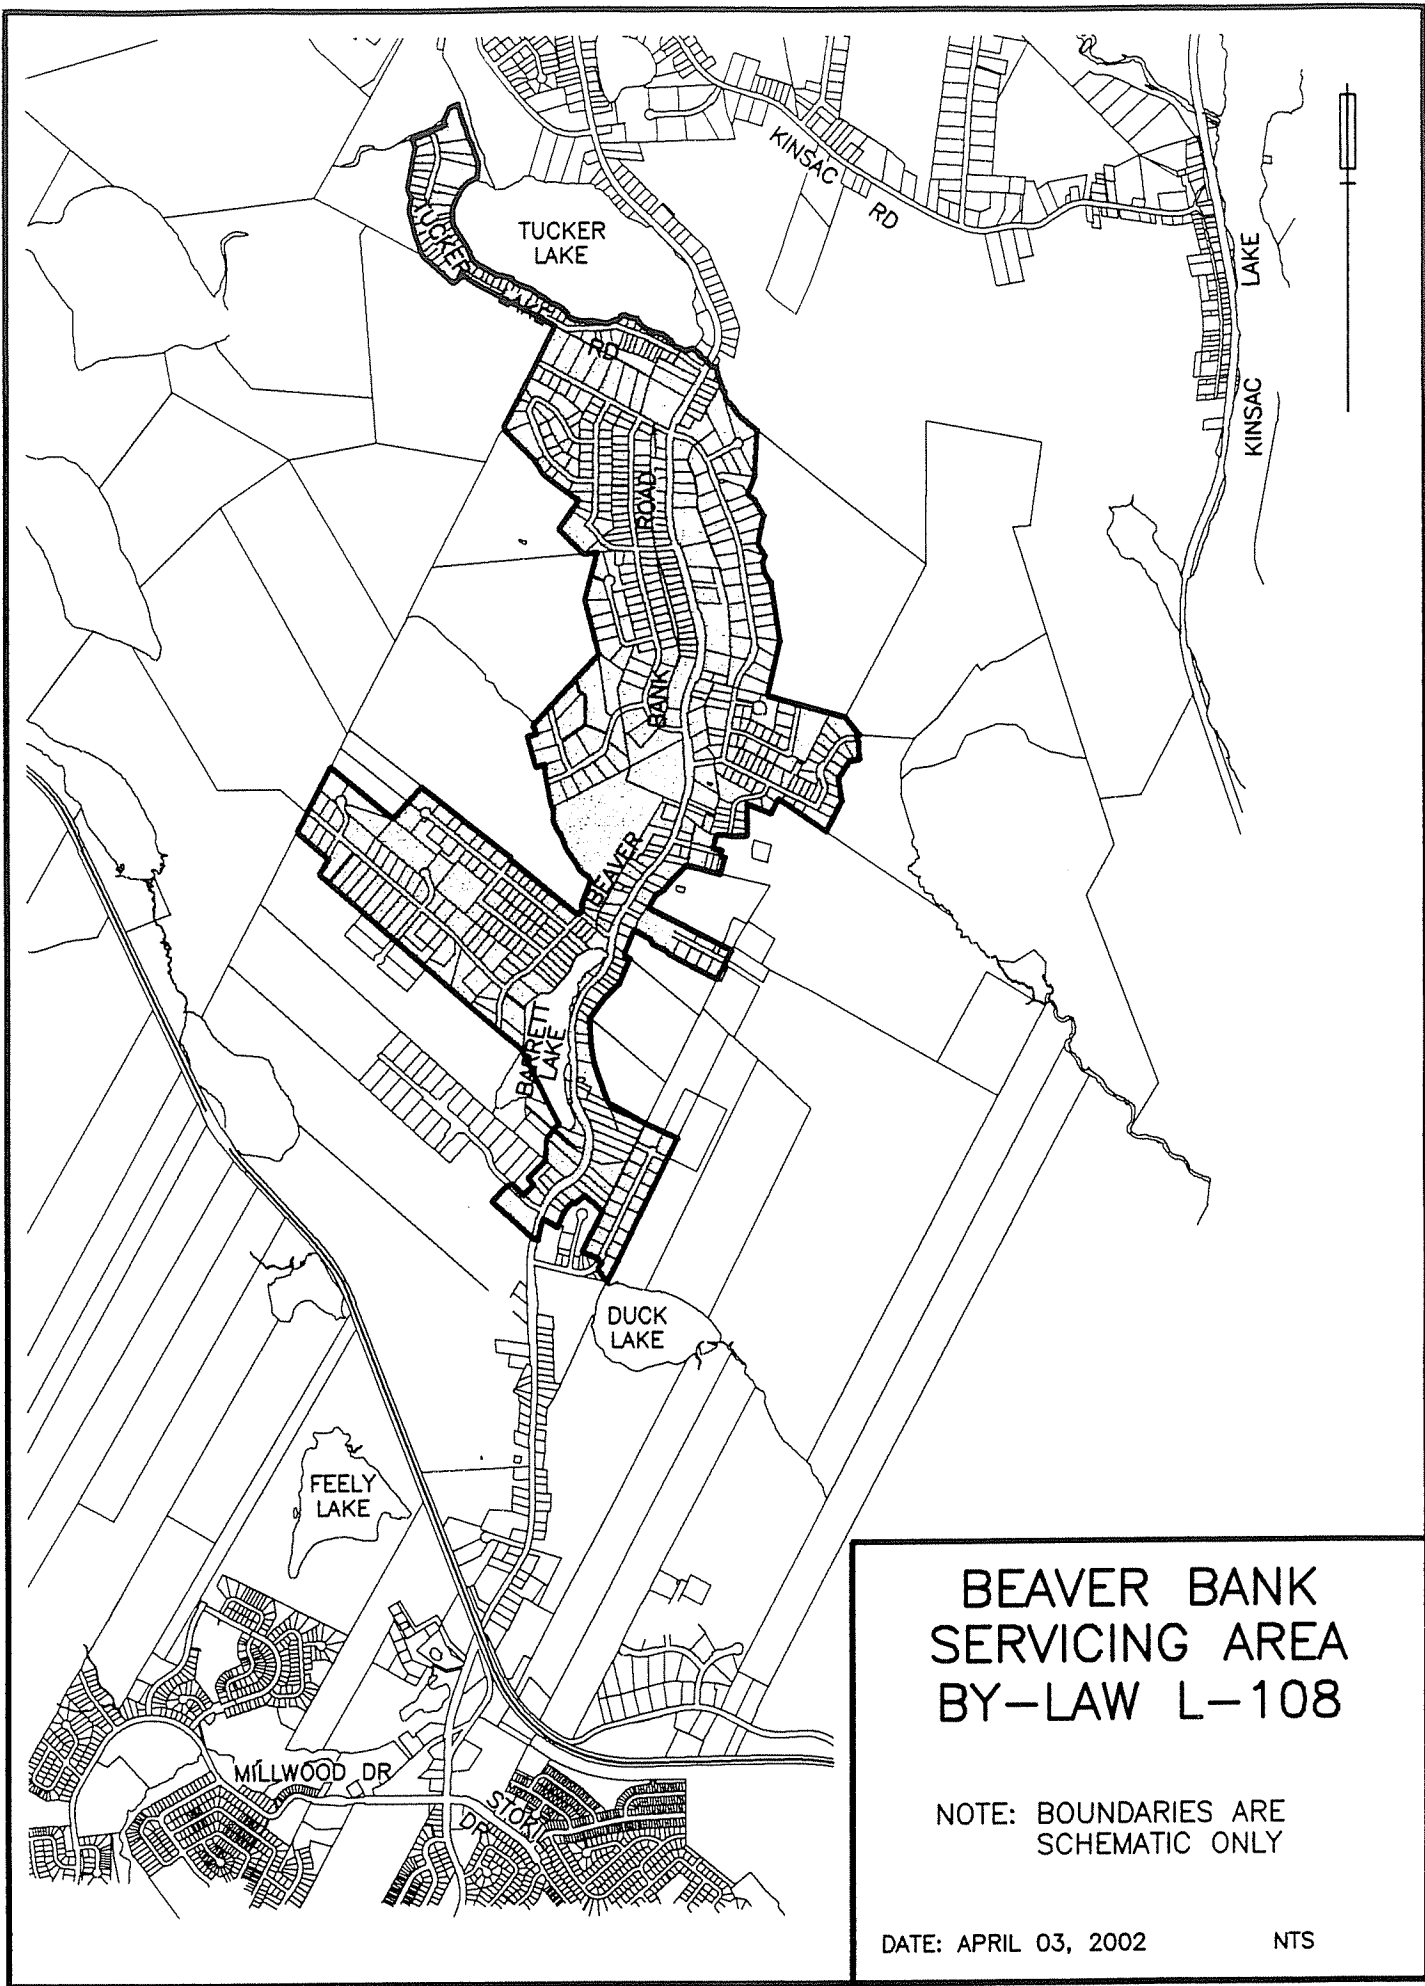 KINSAC
RD
TUCKER
LAKE
TUCKER
LAKE
RD
LAKE
KINSAC
ROAD
BANK
BEAVER
BARRETT
LAKE
DUCK
LAKE
FEELY
LAKE
MILLWOOD DR
DR
BEAVER BANK
SERVICING AREA
BY-LAW L-108
NOTE: BOUNDARIES ARE
SCHEMATIC ONLY
DATE: APRIL 03, 2002 NTS